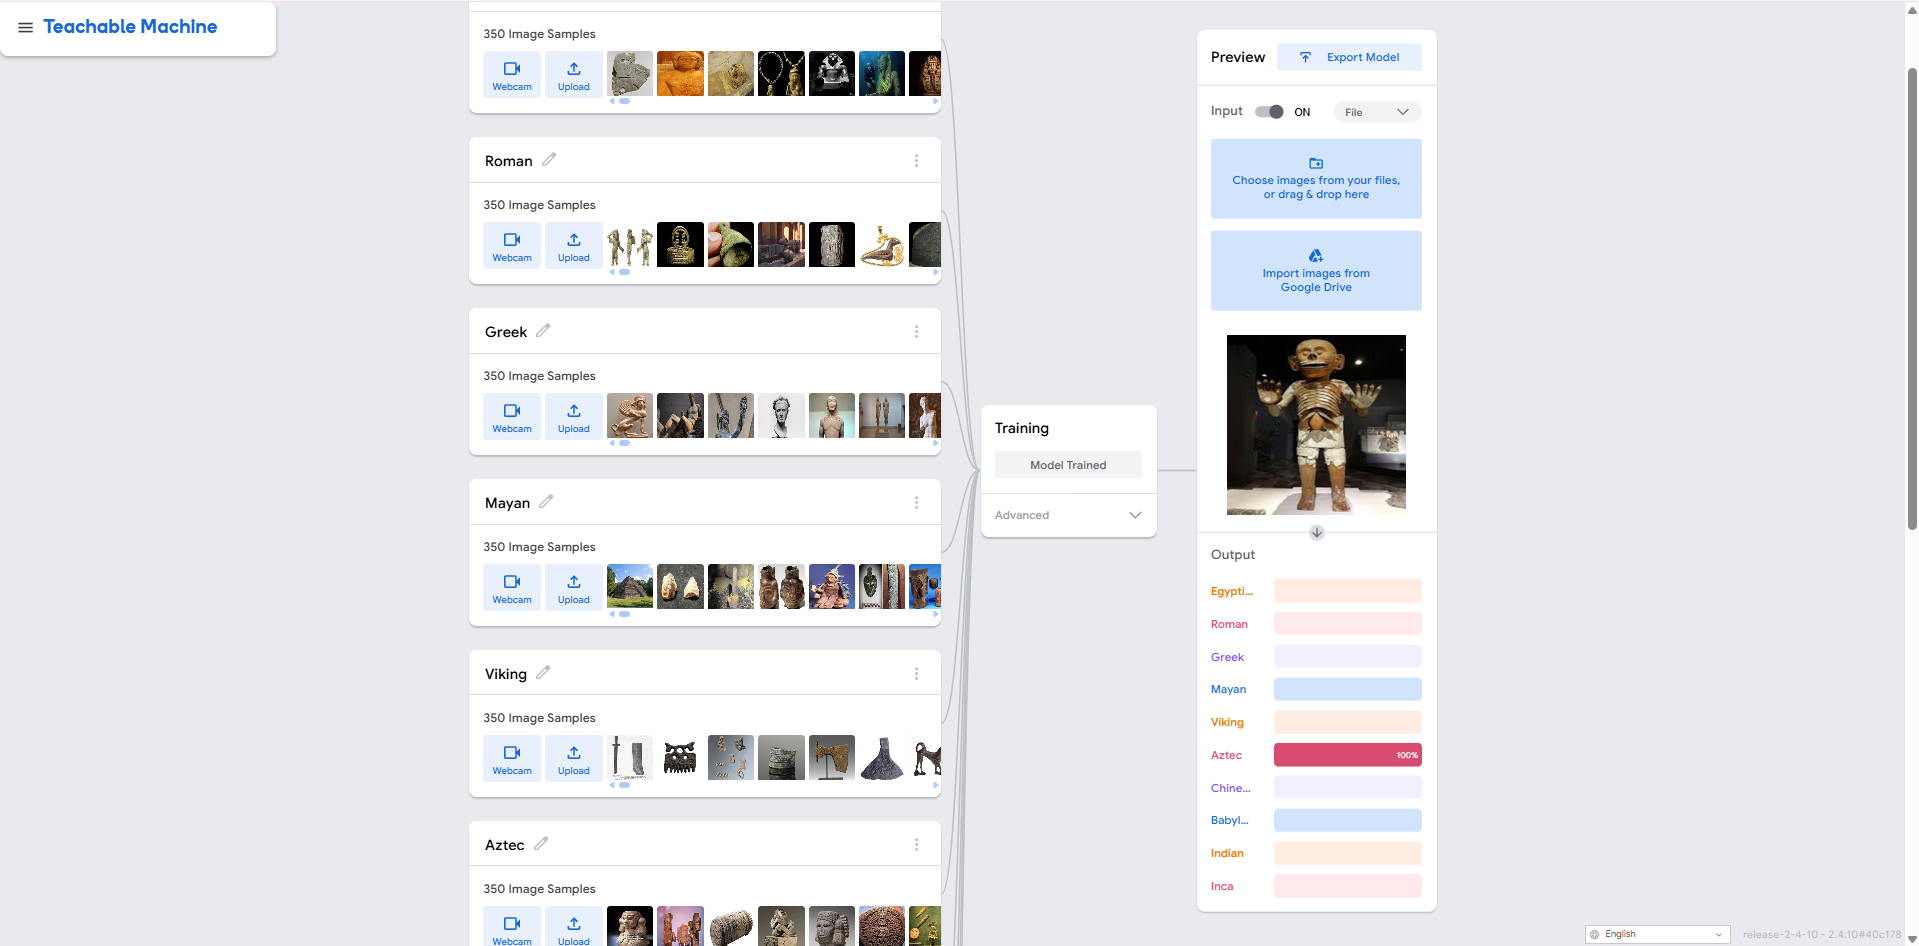 Teachable Machine
350 Image Samples
Webcam
Upload
Roman
350 Image Samples
Webcam
Upload
Greek
350 Image Samples
Webcam
Upload
Mayan
350 Image Samples
Webcam
Upload
Viking
350 Image Samples
Webcam
Upload
Aztec
350 Image Samples
Webcam
Upload
Training
Model Trained
Advanced
Preview
Export Model
Input
ON
File
Choose images from your files,
or drag & drop here
Import images from
Google Drive
Output
Egypti...
Roman
Greek
Mayan
Viking
Aztec
100%
Chine...
Babyl...
Indian
Inca
English
release-2-4-10 - 2.4.10#40c178